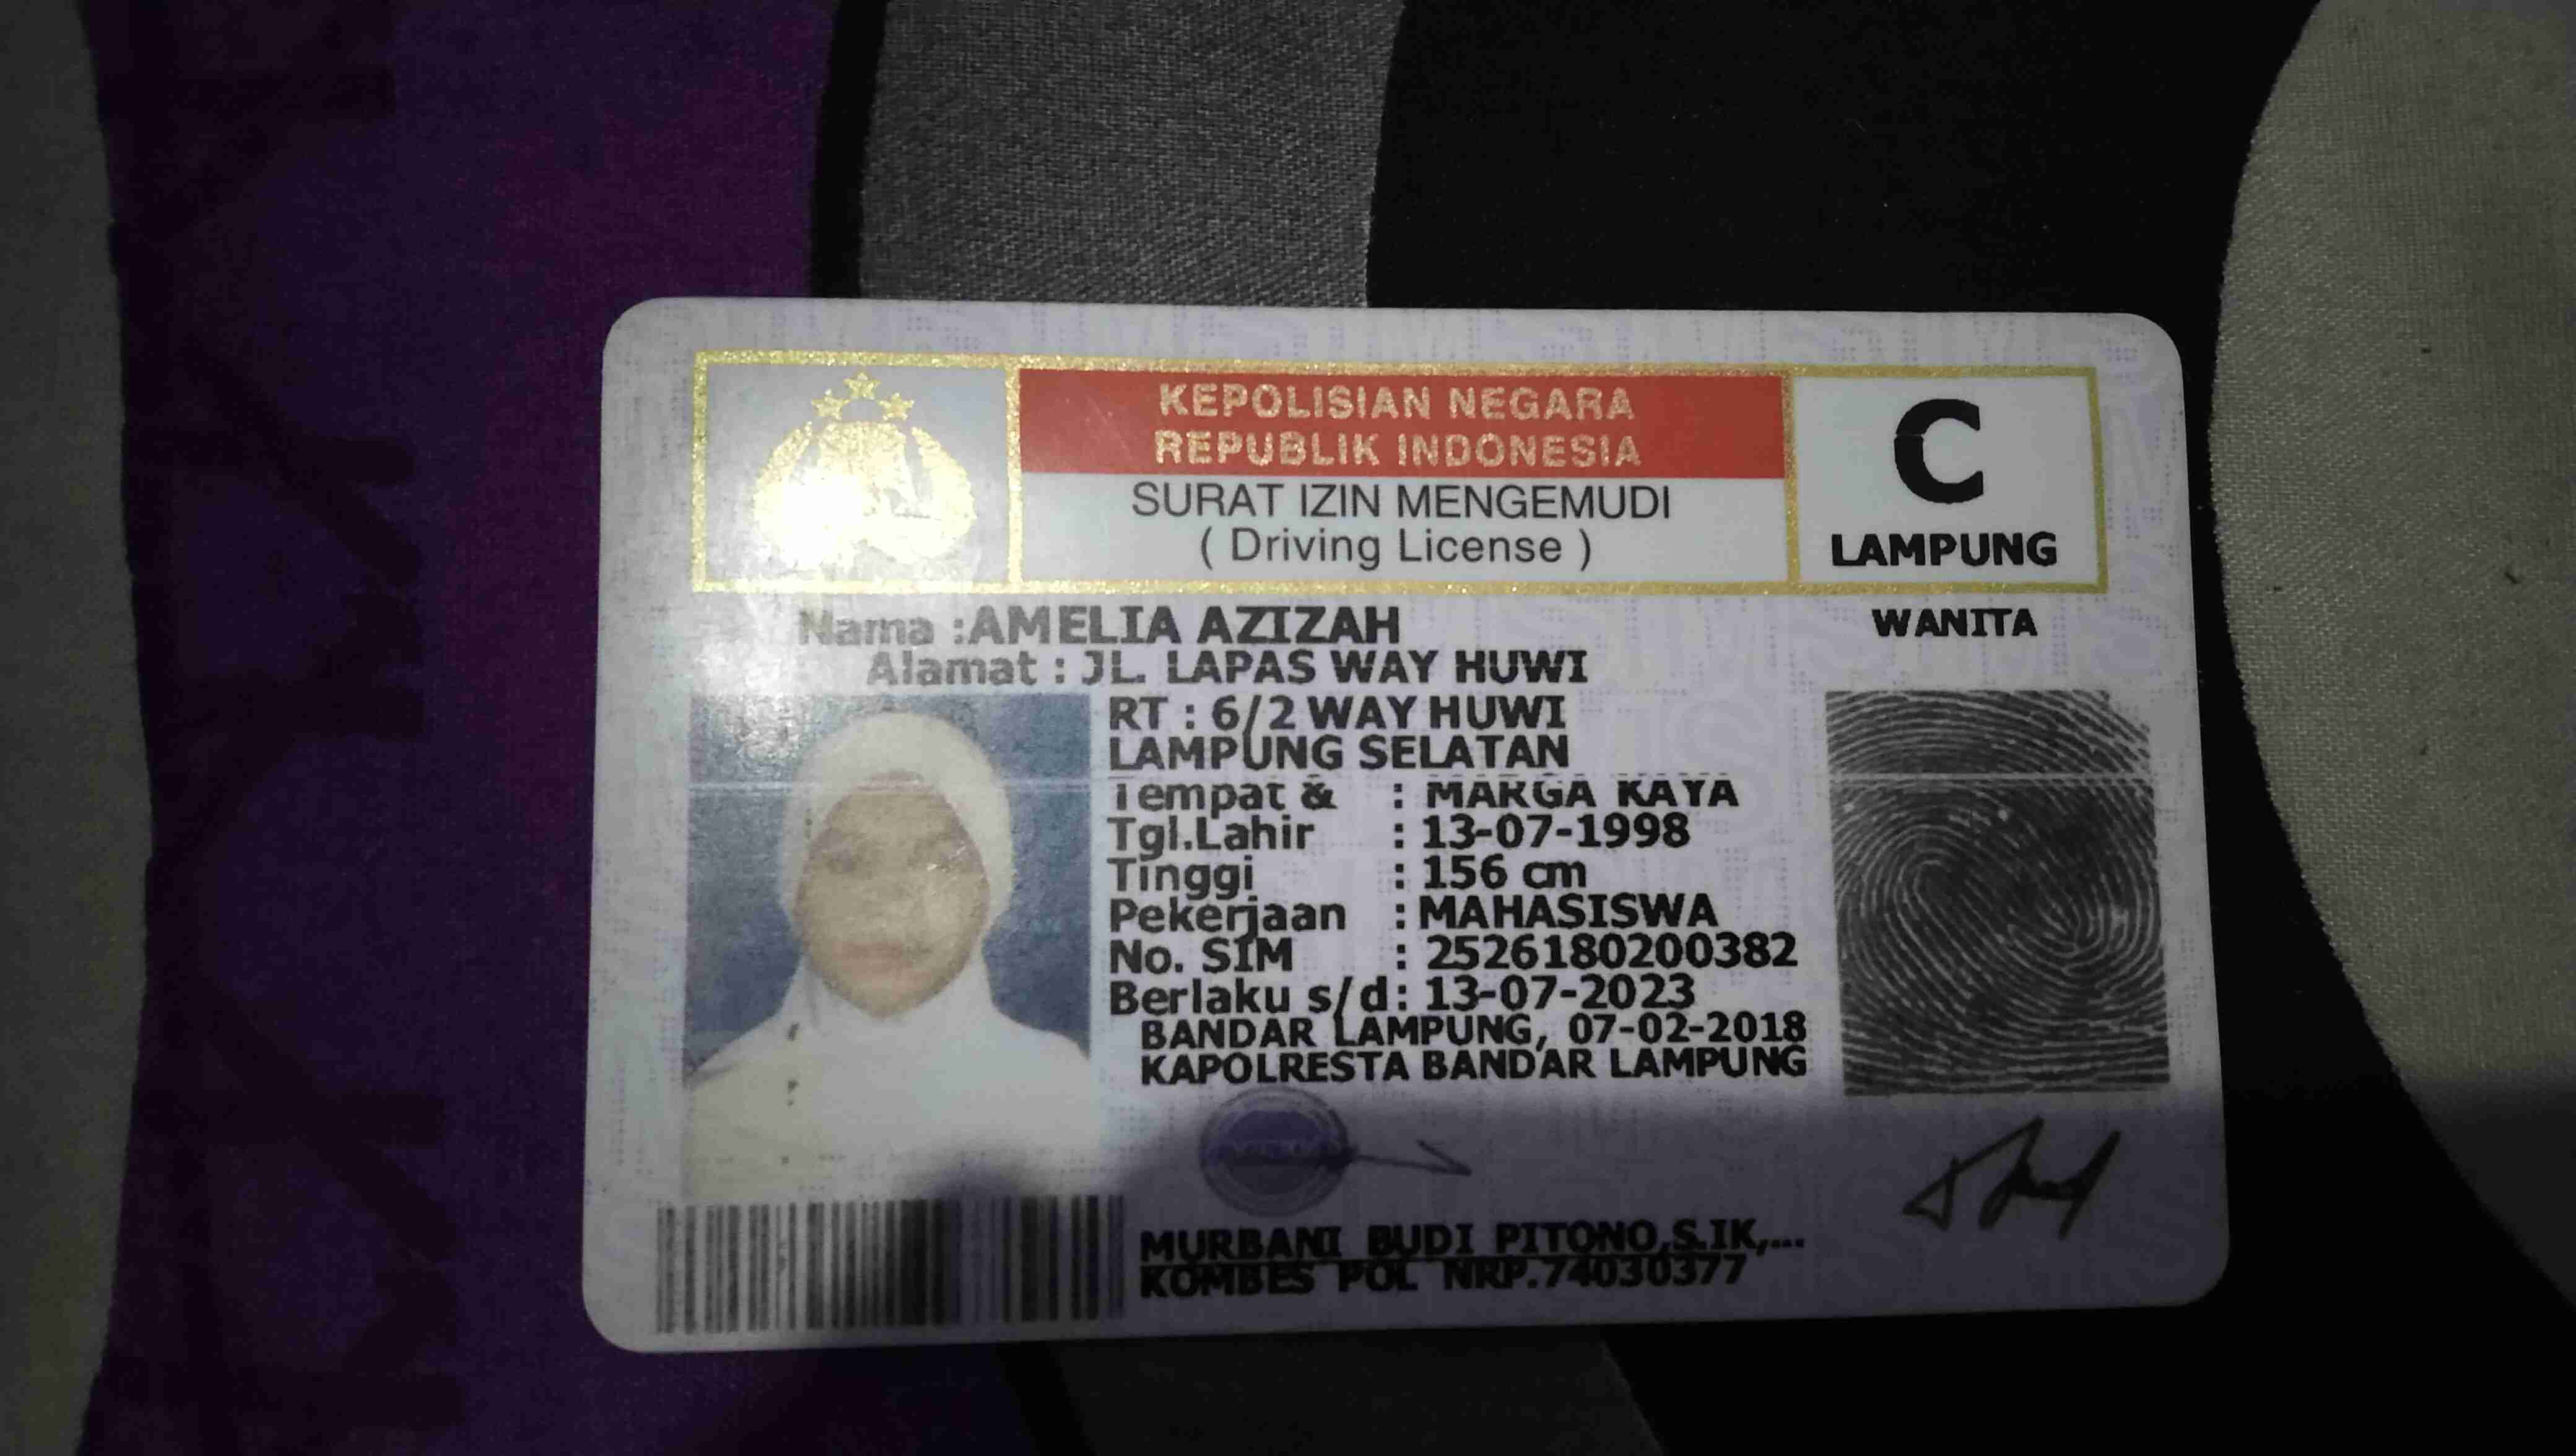 KEPOLISIAN NEGARA
REPUBLIK INDONESIA
SURAT IZIN MENGEMUDI
( Driving License )
C
LAMPUNG
WANITA
Nama :AMELIA AZIZAH
Alamat : JL. LAPAS WAY HUWI
RT : 6/2 WAY HUWI
LAMPUNG SELATAN
Tempat & : MARGA KAYA
Tgl.Lahir : 13-07-1998
Tinggi : 156 cm
Pekerjaan : MAHASISWA
No. SIM : 2526180200382
Berlaku s/d : 13-07-2023
BANDAR LAMPUNG, 07-02-2018
KAPOLRESTA BANDAR LAMPUNG
MURBANI BUDI PITONO,S.IK,...
KOMBES POL NRP.74030377